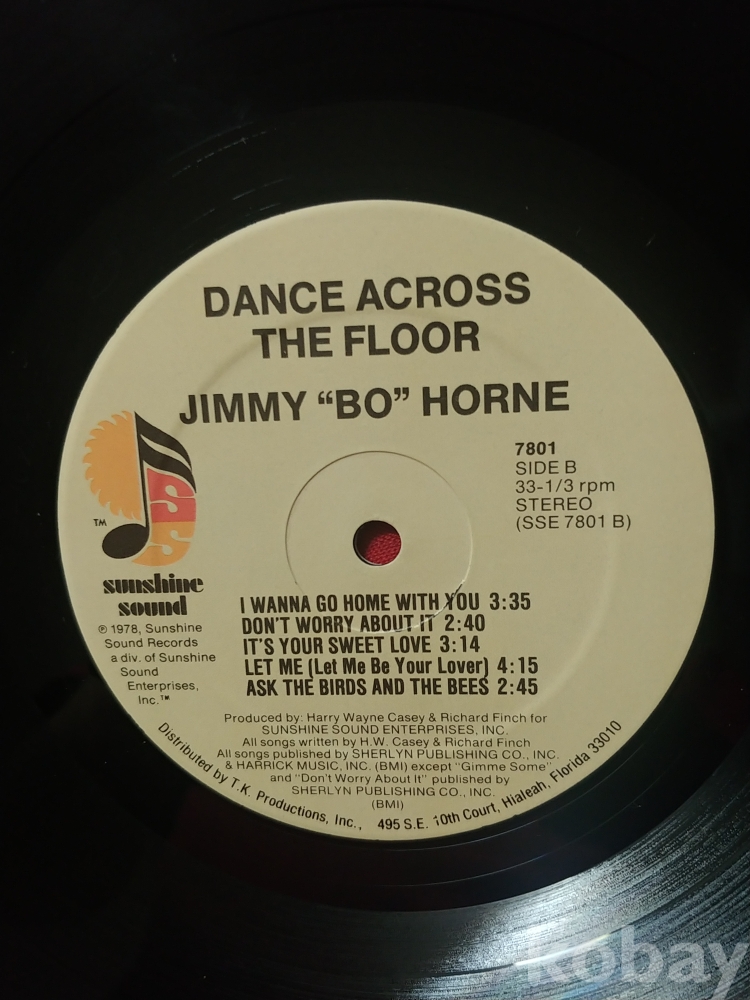 DANCE ACROSS
THE FLOOR
JIMMY “BO” HORNE
7801
SIDE B
33-1/3 rpm
STEREO
(SSE 7801 B)
SS
TM
sunshine
sound
℗ 1978, Sunshine
Sound Records
a div. of Sunshine
Sound
Enterprises,
Inc.™
I WANNA GO HOME WITH YOU 3:35
DON'T WORRY ABOUT IT 2:40
IT'S YOUR SWEET LOVE 3:14
LET ME (Let Me Be Your Lover) 4:15
ASK THE BIRDS AND THE BEES 2:45
Produced by: Harry Wayne Casey & Richard Finch for
SUNSHINE SOUND ENTERPRISES, INC.
All songs written by H.W. Casey & Richard Finch
All songs published by SHERLYN PUBLISHING CO., INC.
& HARRICK MUSIC, INC. (BMI) except "Gimme Some"
and "Don't Worry About It" published by
SHERLYN PUBLISHING CO., INC.
(BMI)
Distributed by T.K. Productions, Inc., 495 S.E. 10th Court, Hialeah, Florida 33010
kobay